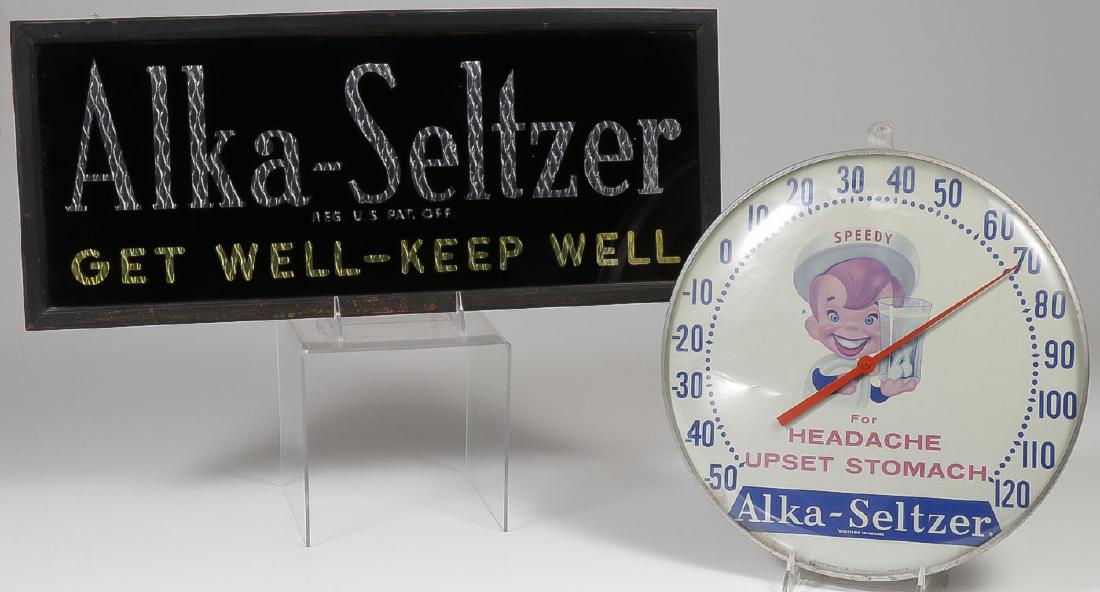 Alka-Seltzer
REG. U.S. PAT. OFF.
GET WELL-KEEP WELL
-50 -40 -30 -20 -10 0 10 20 30 40 50 60 70 80 90 100 110 120
SPEEDY
For
HEADACHE
UPSET STOMACH
Alka-Seltzer